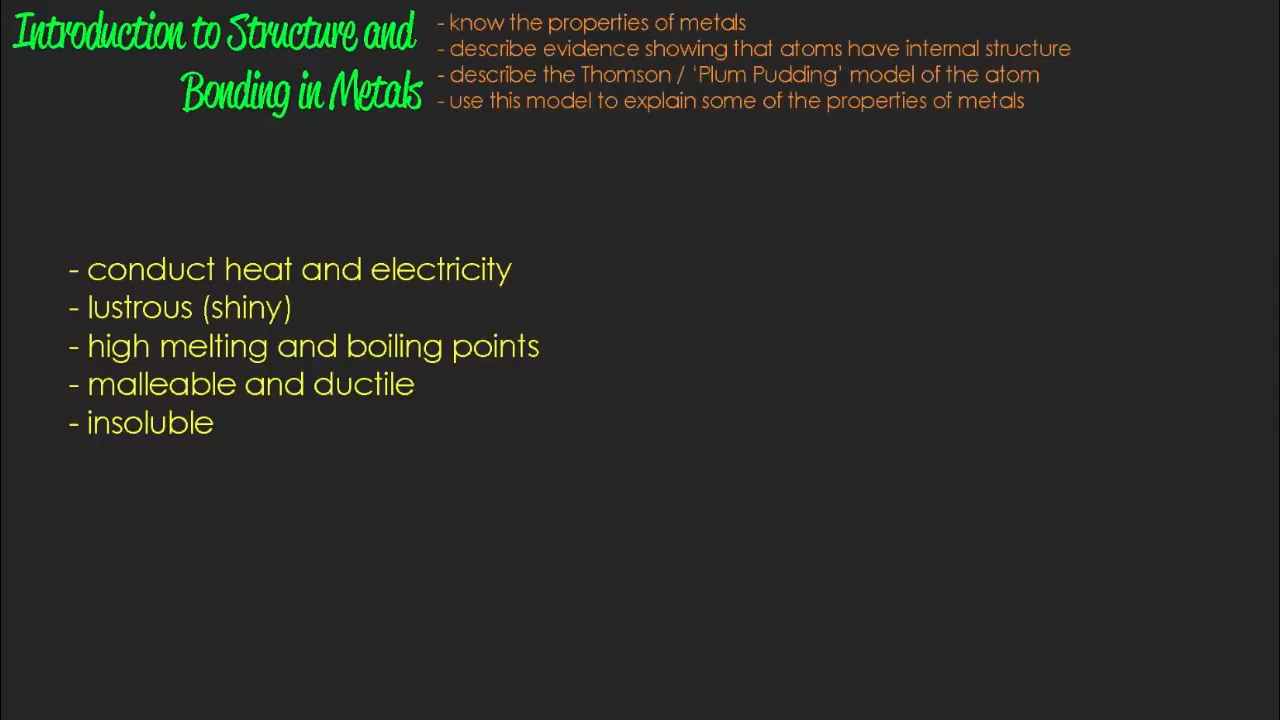 Introduction to Structure and
Bonding in Metals
- know the properties of metals
- describe evidence showing that atoms have internal structure
- describe the Thomson / ‘Plum Pudding’ model of the atom
- use this model to explain some of the properties of metals
- conduct heat and electricity
- lustrous (shiny)
- high melting and boiling points
- malleable and ductile
- insoluble